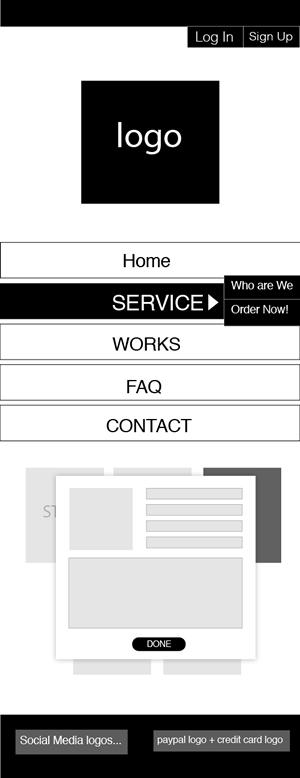 Log In
Sign Up
logo
Home
SERVICE
Who are We
Order Now!
WORKS
FAQ
CONTACT
ST
DONE
Social Media logos...
paypal logo + credit card logo